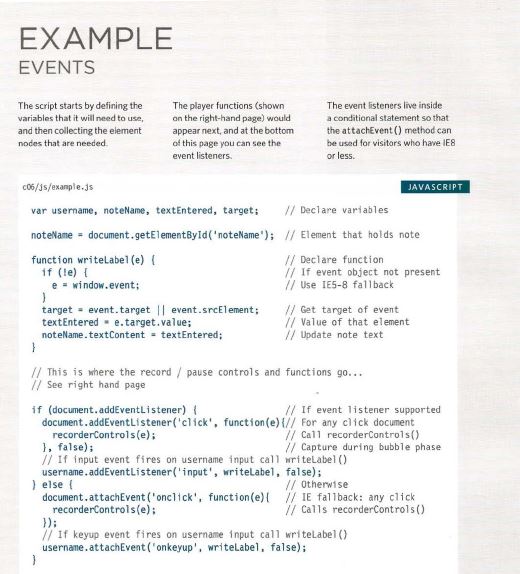 EXAMPLE
EVENTS
The script starts by defining the
variables that it will need to use,
and then collecting the element
nodes that are needed.
The player functions (shown
on the right-hand page) would
appear next, and at the bottom
of this page you can see the
event listeners.
The event listeners live inside
a conditional statement so that
the attachEvent() method can
be used for visitors who have IE8
or less.
c06/js/example.js JAVASCRIPT
var username, noteName, textEntered, target; // Declare variables
noteName = document.getElementById('noteName'); // Element that holds note
function writeLabel(e) { // Declare function
if (!e) { // If event object not present
e = window.event; // Use IE5-8 fallback
}
target = event.target || event.srcElement; // Get target of event
textEntered = e.target.value; // Value of that element
noteName.textContent = textEntered; // Update note text
}
// This is where the record / pause controls and functions go...
// See right hand page
if (document.addEventListener) { // If event listener supported
document.addEventListener('click', function(e){// For any click document
recorderControls(e); // Call recorderControls()
}, false); // Capture during bubble phase
// If input event fires on username input call writeLabel()
username.addEventListener('input', writeLabel, false);
} else { // Otherwise
document.attachEvent('onclick', function(e){ // IE fallback: any click
recorderControls(e); // Calls recorderControls()
});
// If keyup event fires on username input call writeLabel()
username.attachEvent('onkeyup', writeLabel, false);
}